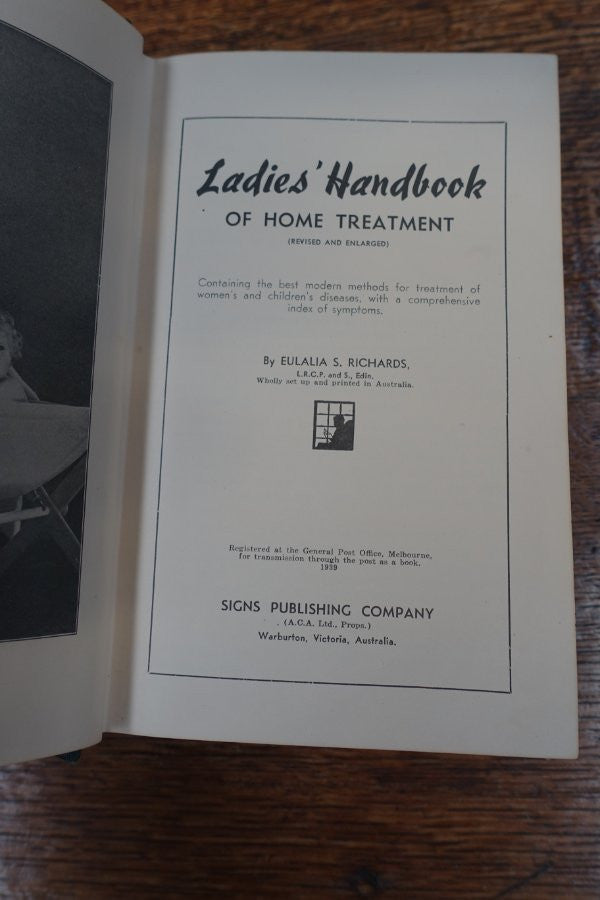 Ladies' Handbook
OF HOME TREATMENT
(REVISED AND ENLARGED)
Containing the best modern methods for treatment of
women's and children's diseases, with a comprehensive
index of symptoms.
By EULALIA S. RICHARDS,
L.R.C.P. and S., Edin.
Wholly set up and printed in Australia.
Registered at the General Post Office, Melbourne,
for transmission through the post as a book.
1939
SIGNS PUBLISHING COMPANY
(A.C.A. Ltd., Props.)
Warburton, Victoria, Australia.